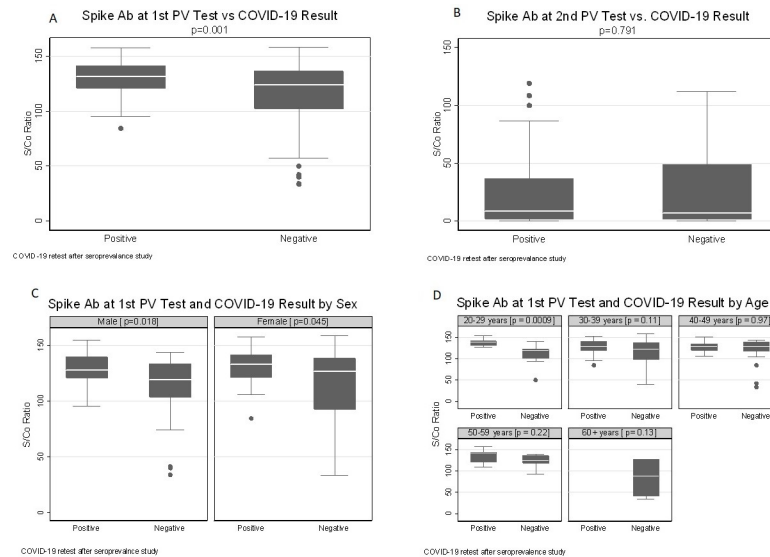 A
Spike Ab at 1st PV Test vs COVID-19 Result
p=0.001
150
100
50
0
S/Co Ratio
Positive
Negative
COVID-19 retest after seroprevalance study
B
Spike Ab at 2nd PV Test vs. COVID-19 Result
p=0.791
150
100
50
0
S/Co Ratio
Positive
Negative
COVID-19 retest after seroprevalance study
C
Spike Ab at 1st PV Test and COVID-19 Result by Sex
Male [p=0.018]
Female [p=0.045]
150
100
50
0
S/Co Ratio
Positive
Negative
Positive
Negative
COVID-19 retest after seroprevalence study
D
Spike Ab at 1st PV Test and COVID-19 Result by Age
20-29 years [p = 0.0009]
30-39 years [p = 0.11]
40-49 years [p = 0.97]
150
100
50
0
Positive
Negative
Positive
Negative
Positive
Negative
S/Co Ratio
50-59 years [p = 0.22]
60+ years [p = 0.13]
150
100
50
0
Positive
Negative
Positive
Negative
COVID-19 retest after seroprevalence study